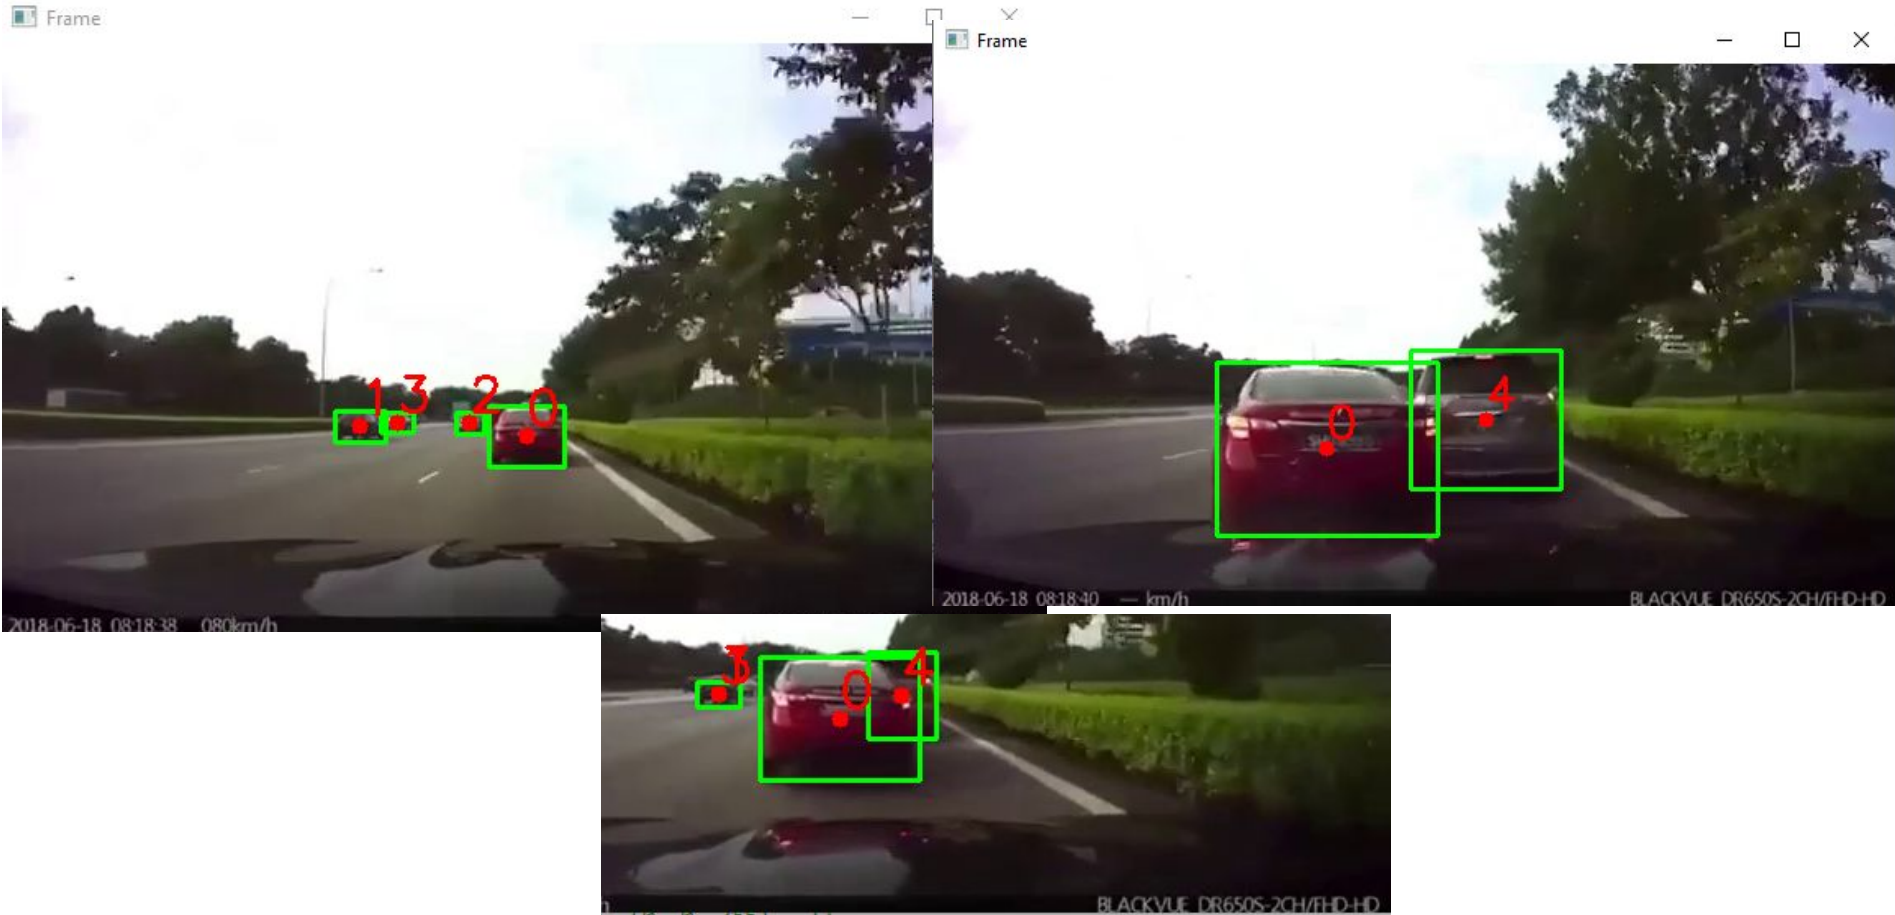 Frame
1 3 2 0
2018-06-18 08:18:38 080km/h
Frame
0 4
2018-06-18 08:18:40 — km/h
BLACKVUE DR650S-2CH/FHD-HD
3 0 4
BLACKVUE DR650S-2CH/FHD-HD